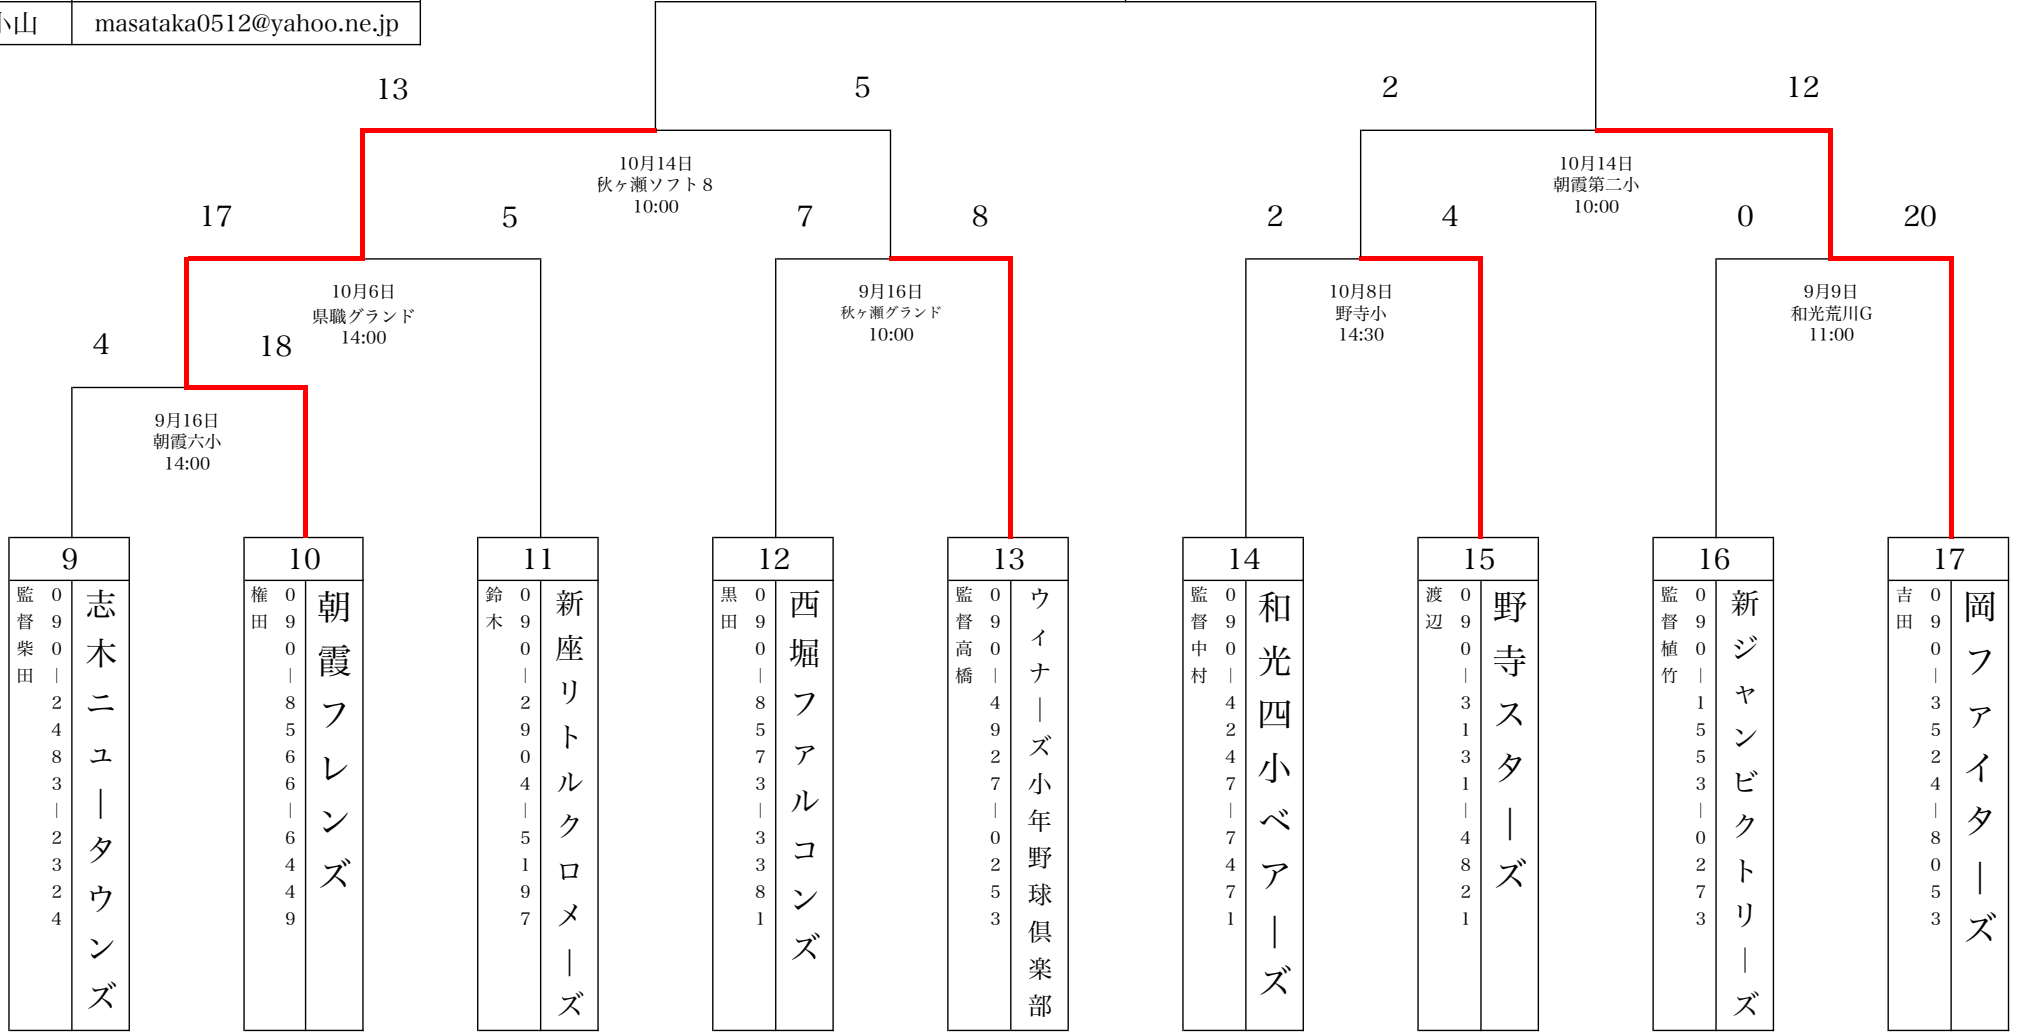 小山 masataka0512@yahoo.ne.jp
13 5 2 12
10月14日
秋ヶ瀬ソフト8
10:00
10月14日
朝霞第二小
10:00
17 5 7 8 2 4 0 20
10月6日
県職グランド
14:00
9月16日
秋ヶ瀬グランド
10:00
10月8日
野寺小
14:30
9月9日
和光荒川G
11:00
4 18
9月16日
朝霞六小
14:00
9
志木ニュータウンズ
090―2483―2324
監督柴田
10
朝霞フレンズ
090―8566―6449
権田
11
新座リトルクロメーズ
090―2904―5197
鈴木
12
西堀ファルコンズ
090―8573―3381
黒田
13
ウィナーズ小年野球倶楽部
090―4927―0253
監督高橋
14
和光四小ベアーズ
090―4247―7471
監督中村
15
野寺スターズ
090―3131―4821
渡辺
16
新ジャンビクトリーズ
090―1553―0273
監督植竹
17
岡ファイターズ
090―3524―8053
吉田